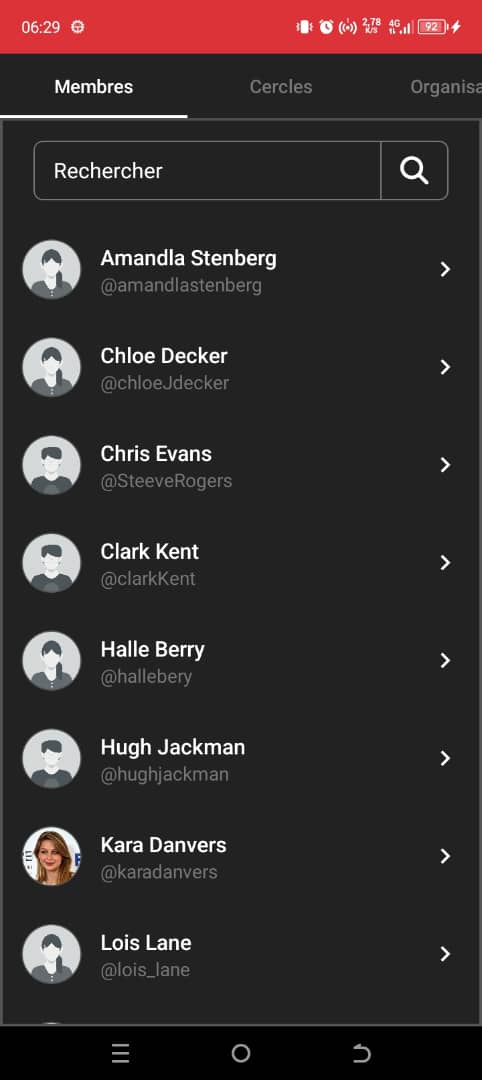 06:29 2,78 K/S 4G 92
Membres Cercles Organisa
Rechercher
Amandla Stenberg
@amandlastenberg
Chloe Decker
@chloeJdecker
Chris Evans
@SteeveRogers
Clark Kent
@clarkKent
Halle Berry
@hallebery
Hugh Jackman
@hughjackman
Kara Danvers
@karadanvers
Lois Lane
@lois_lane